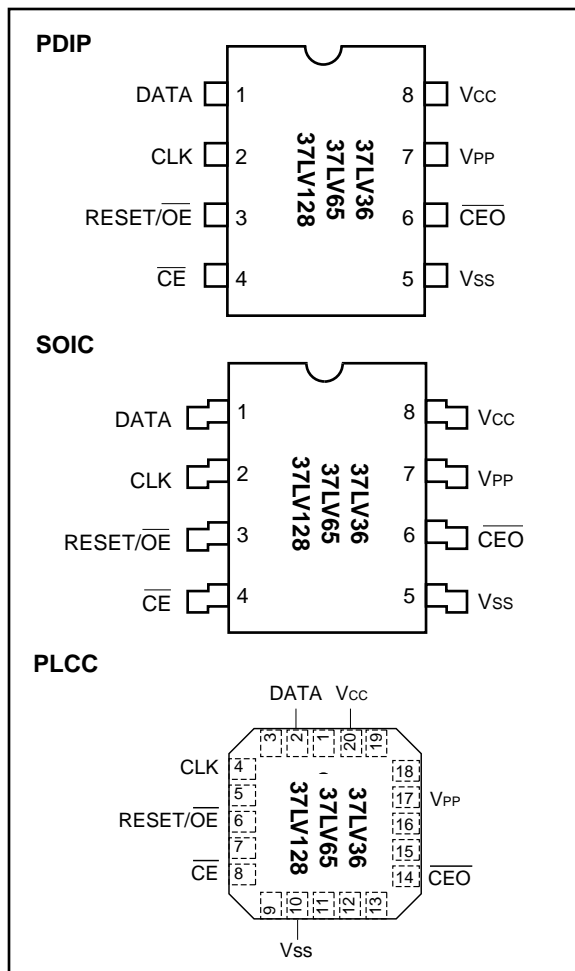 PDIP
DATA 1 8 VCC
CLK 2 7 VPP
RESET/OE 3 6 CEO
CE 4 5 VSS
37LV36
37LV65
37LV128
SOIC
DATA 1 8 VCC
CLK 2 7 VPP
RESET/OE 3 6 CEO
CE 4 5 VSS
37LV36
37LV65
37LV128
PLCC
DATA VCC
3 2 1 20 19
CLK 4 18
5 17 VPP
RESET/OE 6 16
7 15
CE 8 14 CEO
37LV36
37LV65
37LV128
9 10 11 12 13
VSS